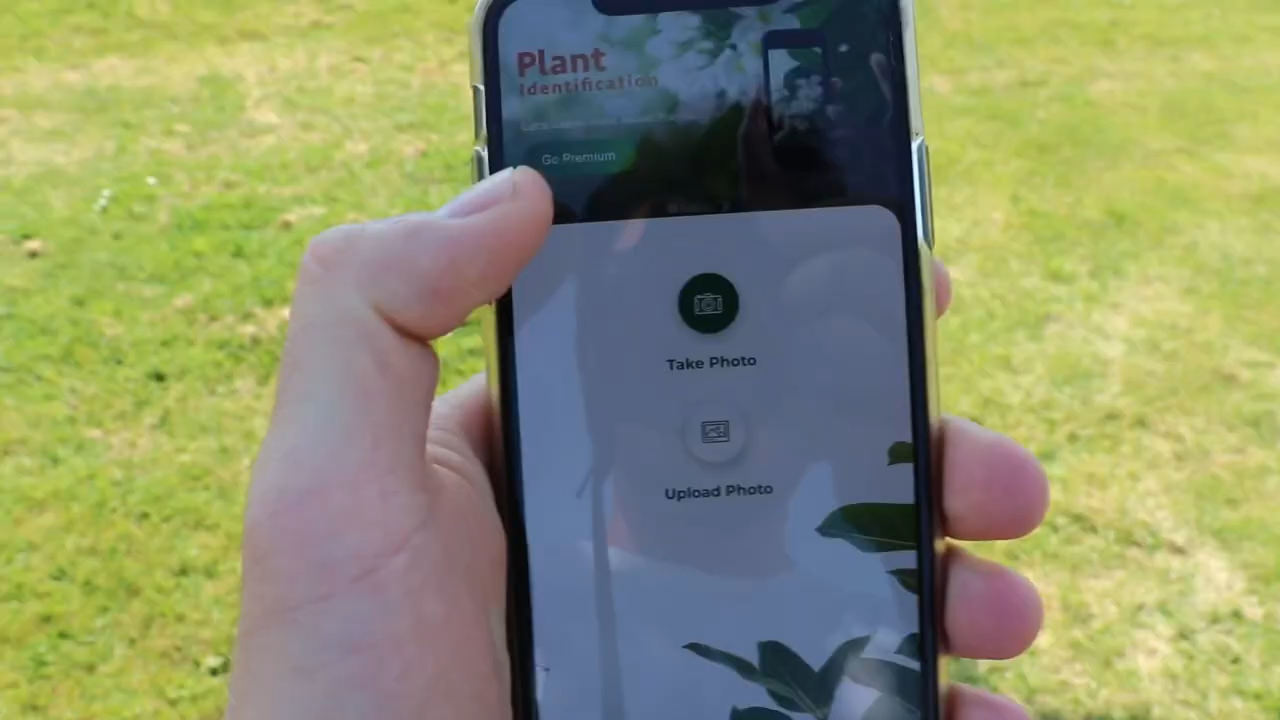 Plant
Identification
Go Premium
Take Photo
Upload Photo